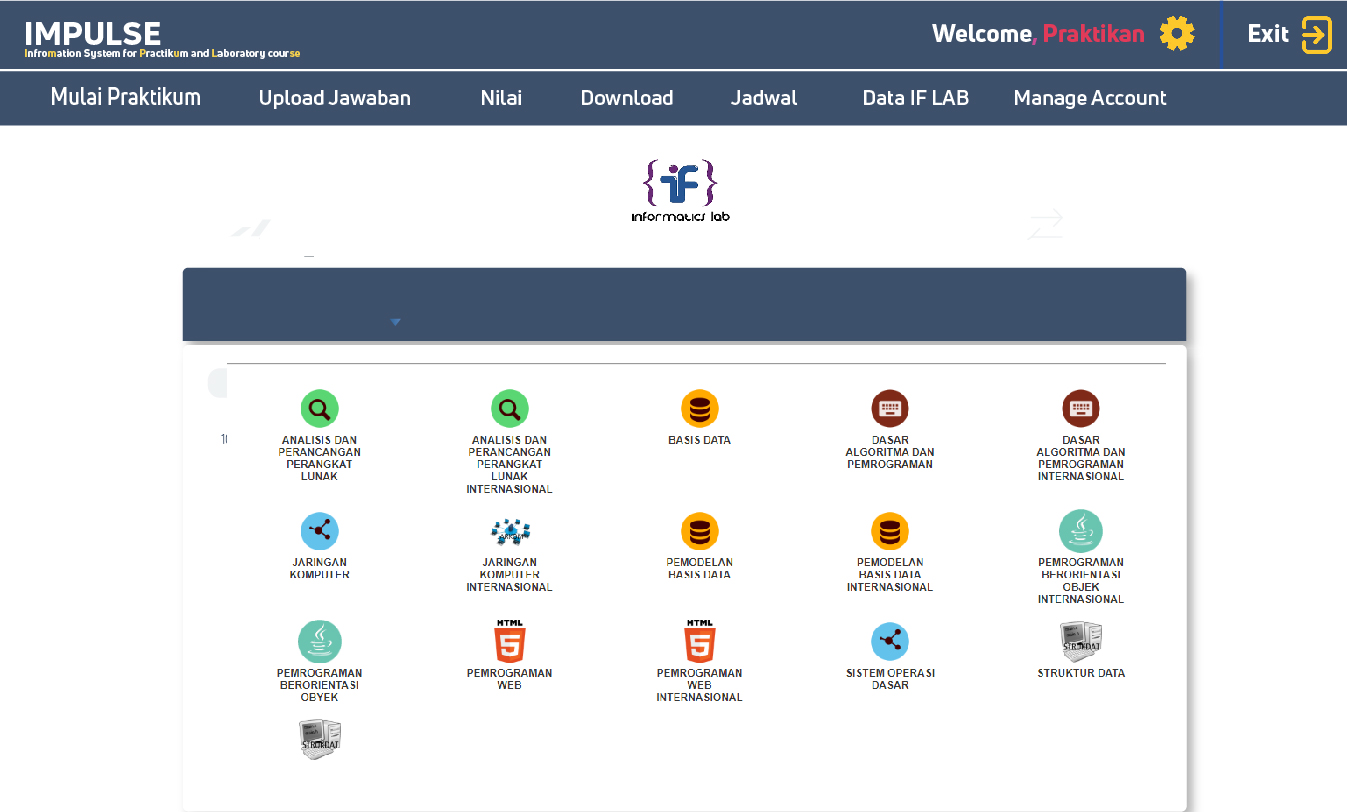 IMPULSE
Infromation System for Practikum and Laboratory course
Welcome, Praktikan
Exit
Mulai Praktikum
Upload Jawaban
Nilai
Download
Jadwal
Data IF LAB
Manage Account
if
informatics lab
ANALISIS DAN
PERANCANGAN
PERANGKAT
LUNAK
ANALISIS DAN
PERANCANGAN
PERANGKAT
LUNAK
INTERNASIONAL
BASIS DATA
DASAR
ALGORITMA DAN
PEMROGRAMAN
DASAR
ALGORITMA DAN
PEMROGRAMAN
INTERNASIONAL
JARINGAN
KOMPUTER
JARINGAN
KOMPUTER
INTERNASIONAL
PEMODELAN
BASIS DATA
PEMODELAN
BASIS DATA
INTERNASIONAL
PEMROGRAMAN
BERORIENTASI
OBJEK
INTERNASIONAL
PEMROGRAMAN
BERORIENTASI
OBYEK
HTML
5
PEMROGRAMAN
WEB
HTML
5
PEMROGRAMAN
WEB
INTERNASIONAL
SISTEM OPERASI
DASAR
STRUKDAT
STRUKTUR DATA
STRUKDAT